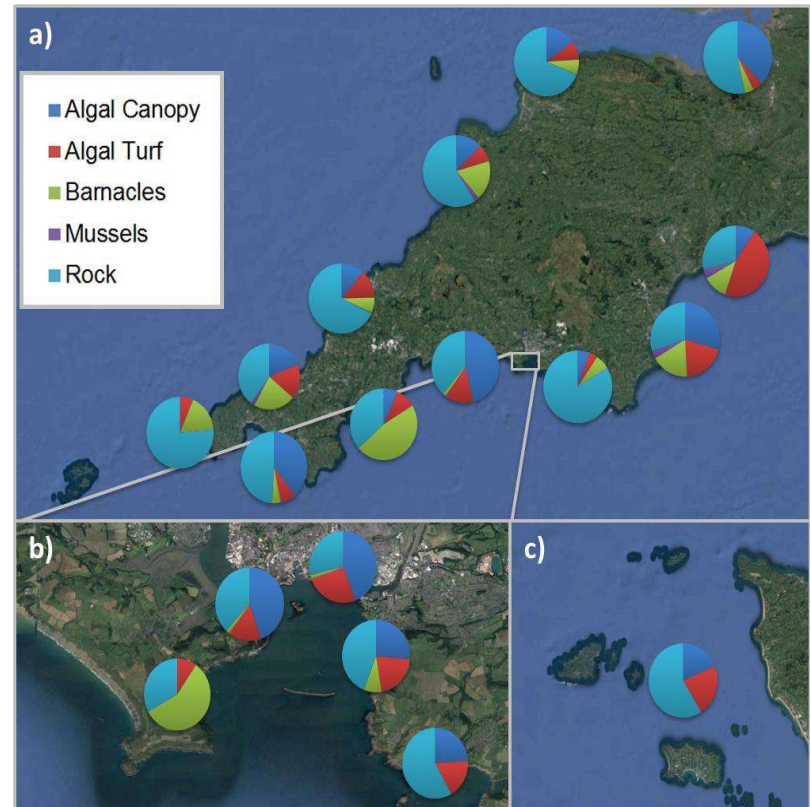 a)
Algal Canopy
Algal Turf
Barnacles
Mussels
Rock
b)
c)